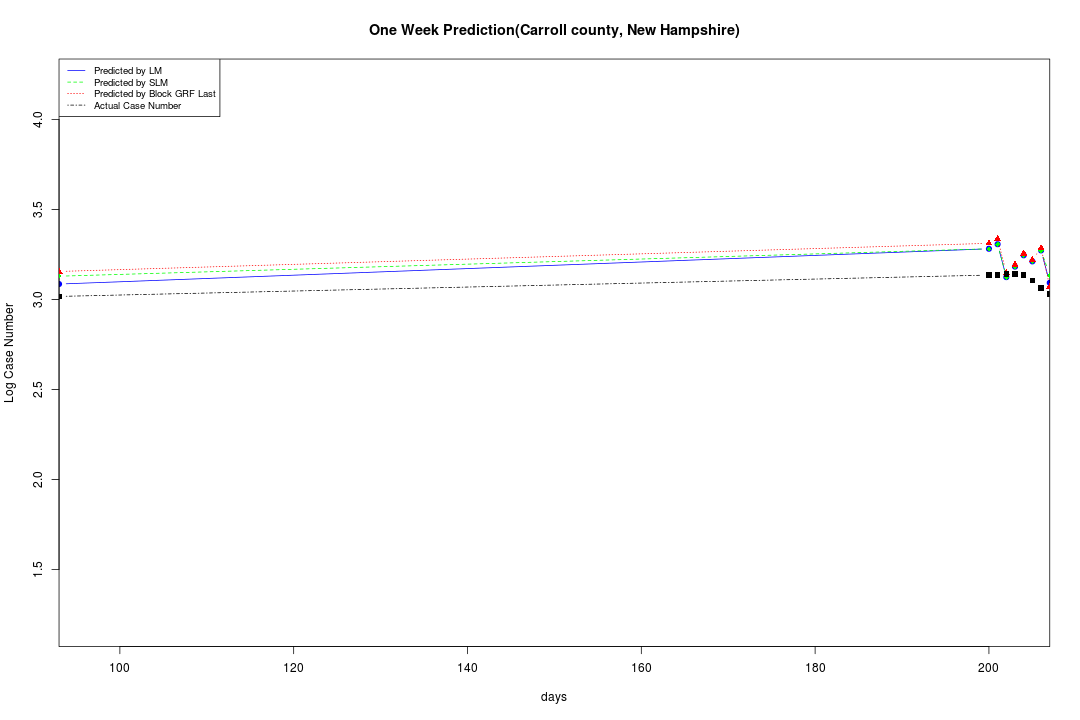 One Week Prediction(Carroll county, New Hampshire)
Predicted by LM
Predicted by SLM
Predicted by Block GRF Last
Actual Case Number
4.0
3.5
3.0
2.5
2.0
1.5
Log Case Number
100 120 140 160 180 200
days